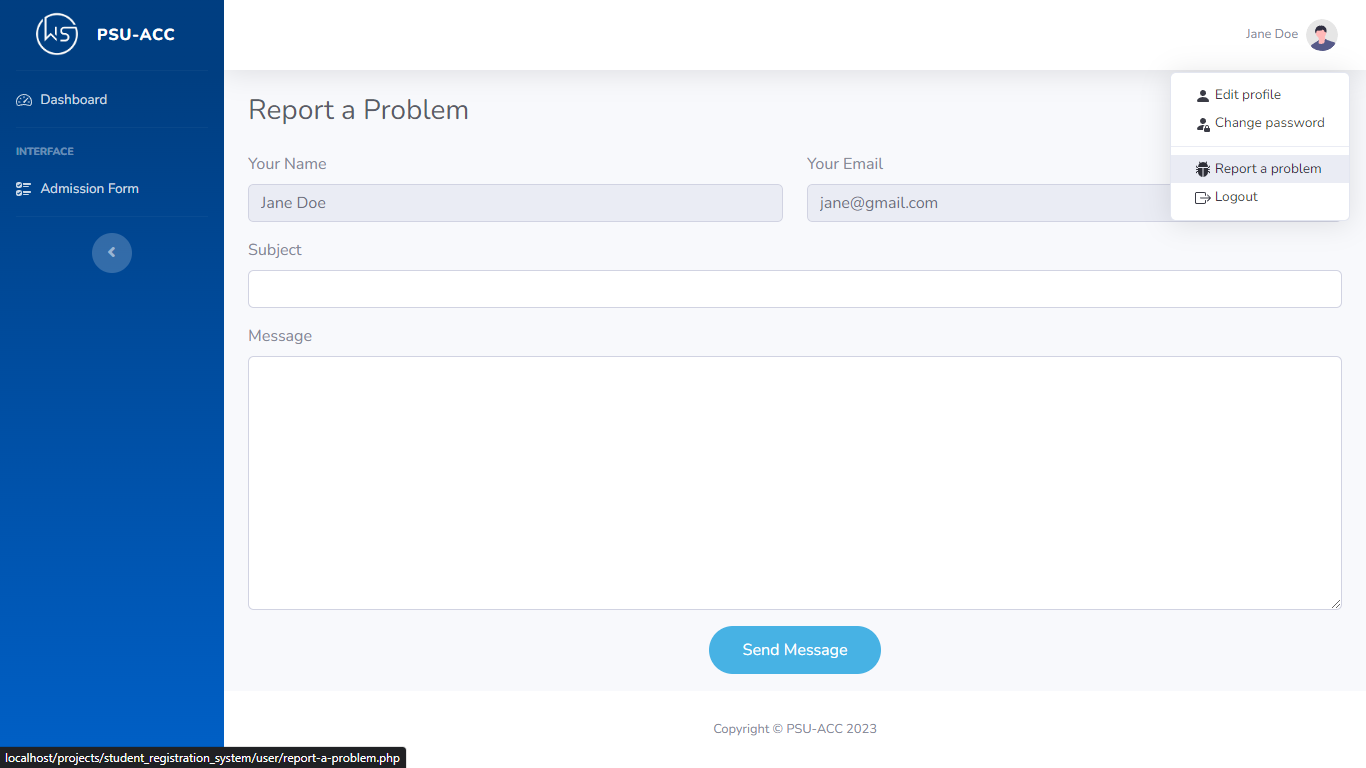 WS
PSU-ACC
Jane Doe
Dashboard
INTERFACE
Admission Form
Edit profile
Change password
Report a problem
Logout
Report a Problem
Your Name
Your Email
Jane Doe
jane@gmail.com
Subject
Message
Send Message
Copyright © PSU-ACC 2023
localhost/projects/student_registration_system/user/report-a-problem.php